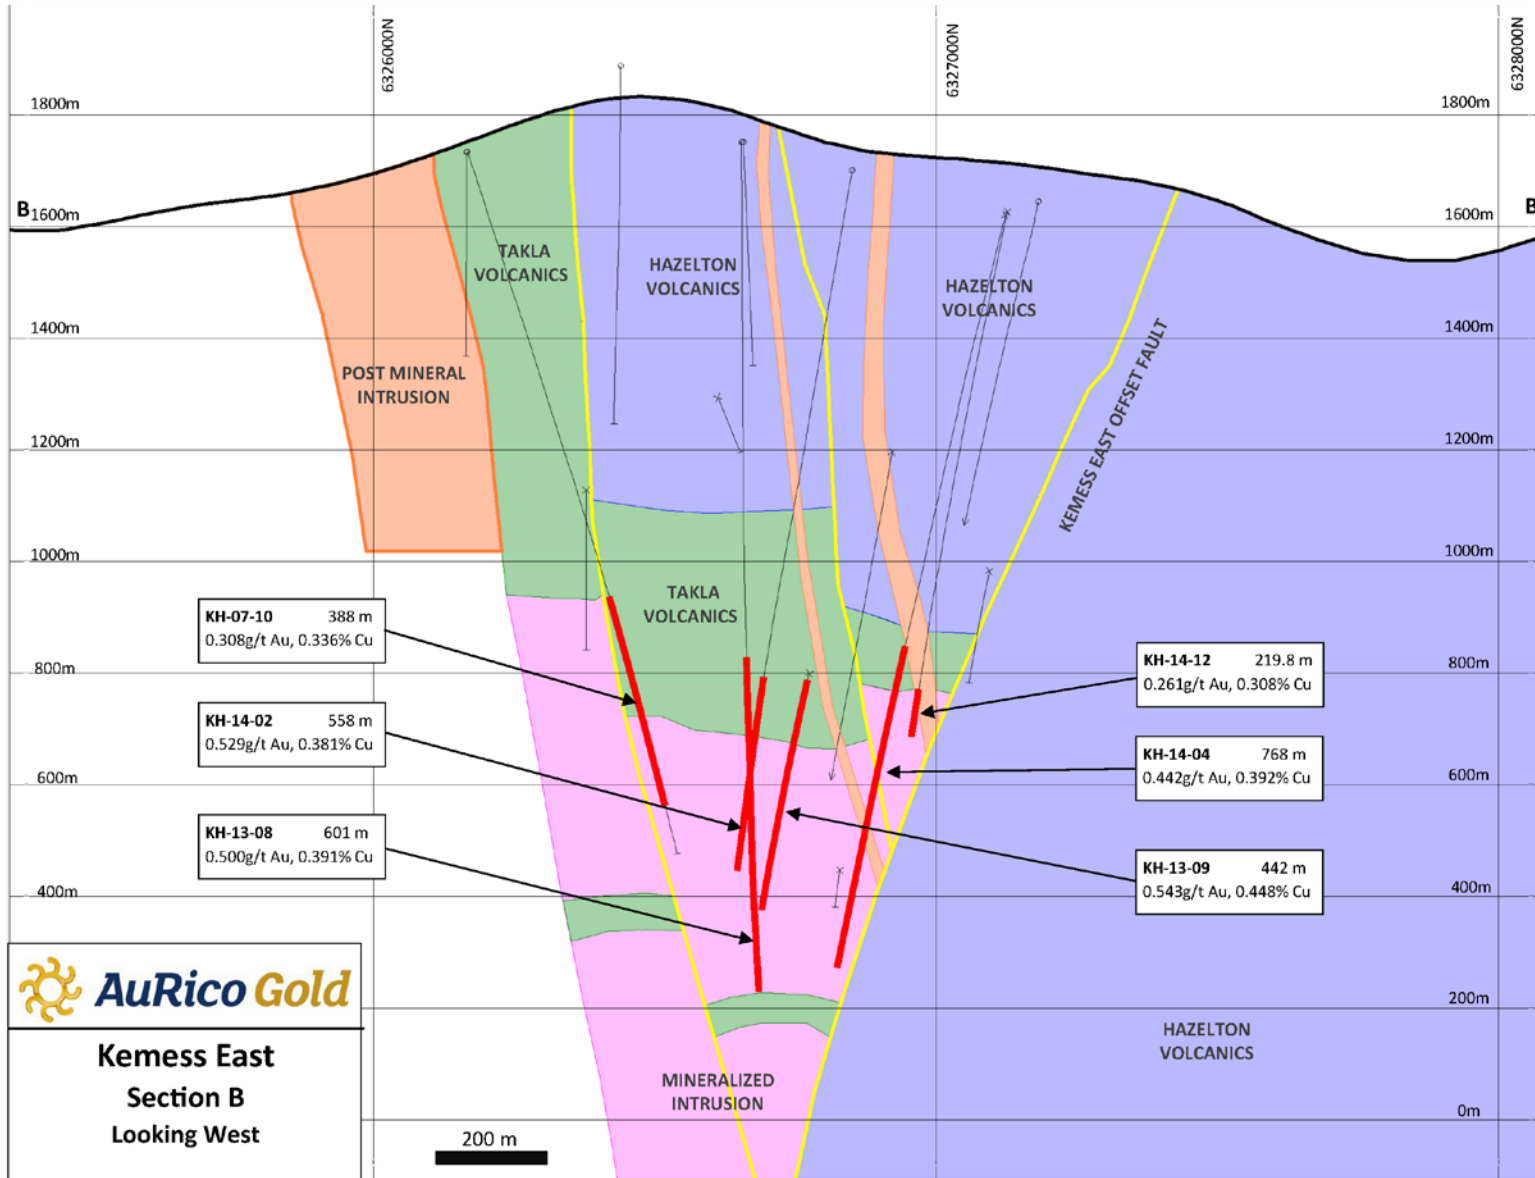 6326000N
6327000N
6328000N
1800m
1800m
B
1600m
1600m
B
TAKLA
VOLCANICS
HAZELTON
VOLCANICS
HAZELTON
VOLCANICS
1400m
1400m
POST MINERAL
INTRUSION
KEMESS EAST OFFSET FAULT
1200m
1200m
1000m
1000m
TAKLA
VOLCANICS
KH-07-10 388 m
0.308g/t Au, 0.336% Cu
KH-14-12 219.8 m
0.261g/t Au, 0.308% Cu
800m
800m
KH-14-02 558 m
0.529g/t Au, 0.381% Cu
KH-14-04 768 m
0.442g/t Au, 0.392% Cu
600m
600m
KH-13-08 601 m
0.500g/t Au, 0.391% Cu
KH-13-09 442 m
0.543g/t Au, 0.448% Cu
400m
400m
AuRico Gold
200m
Kemess East
Section B
Looking West
HAZELTON
VOLCANICS
MINERALIZED
INTRUSION
0m
200 m